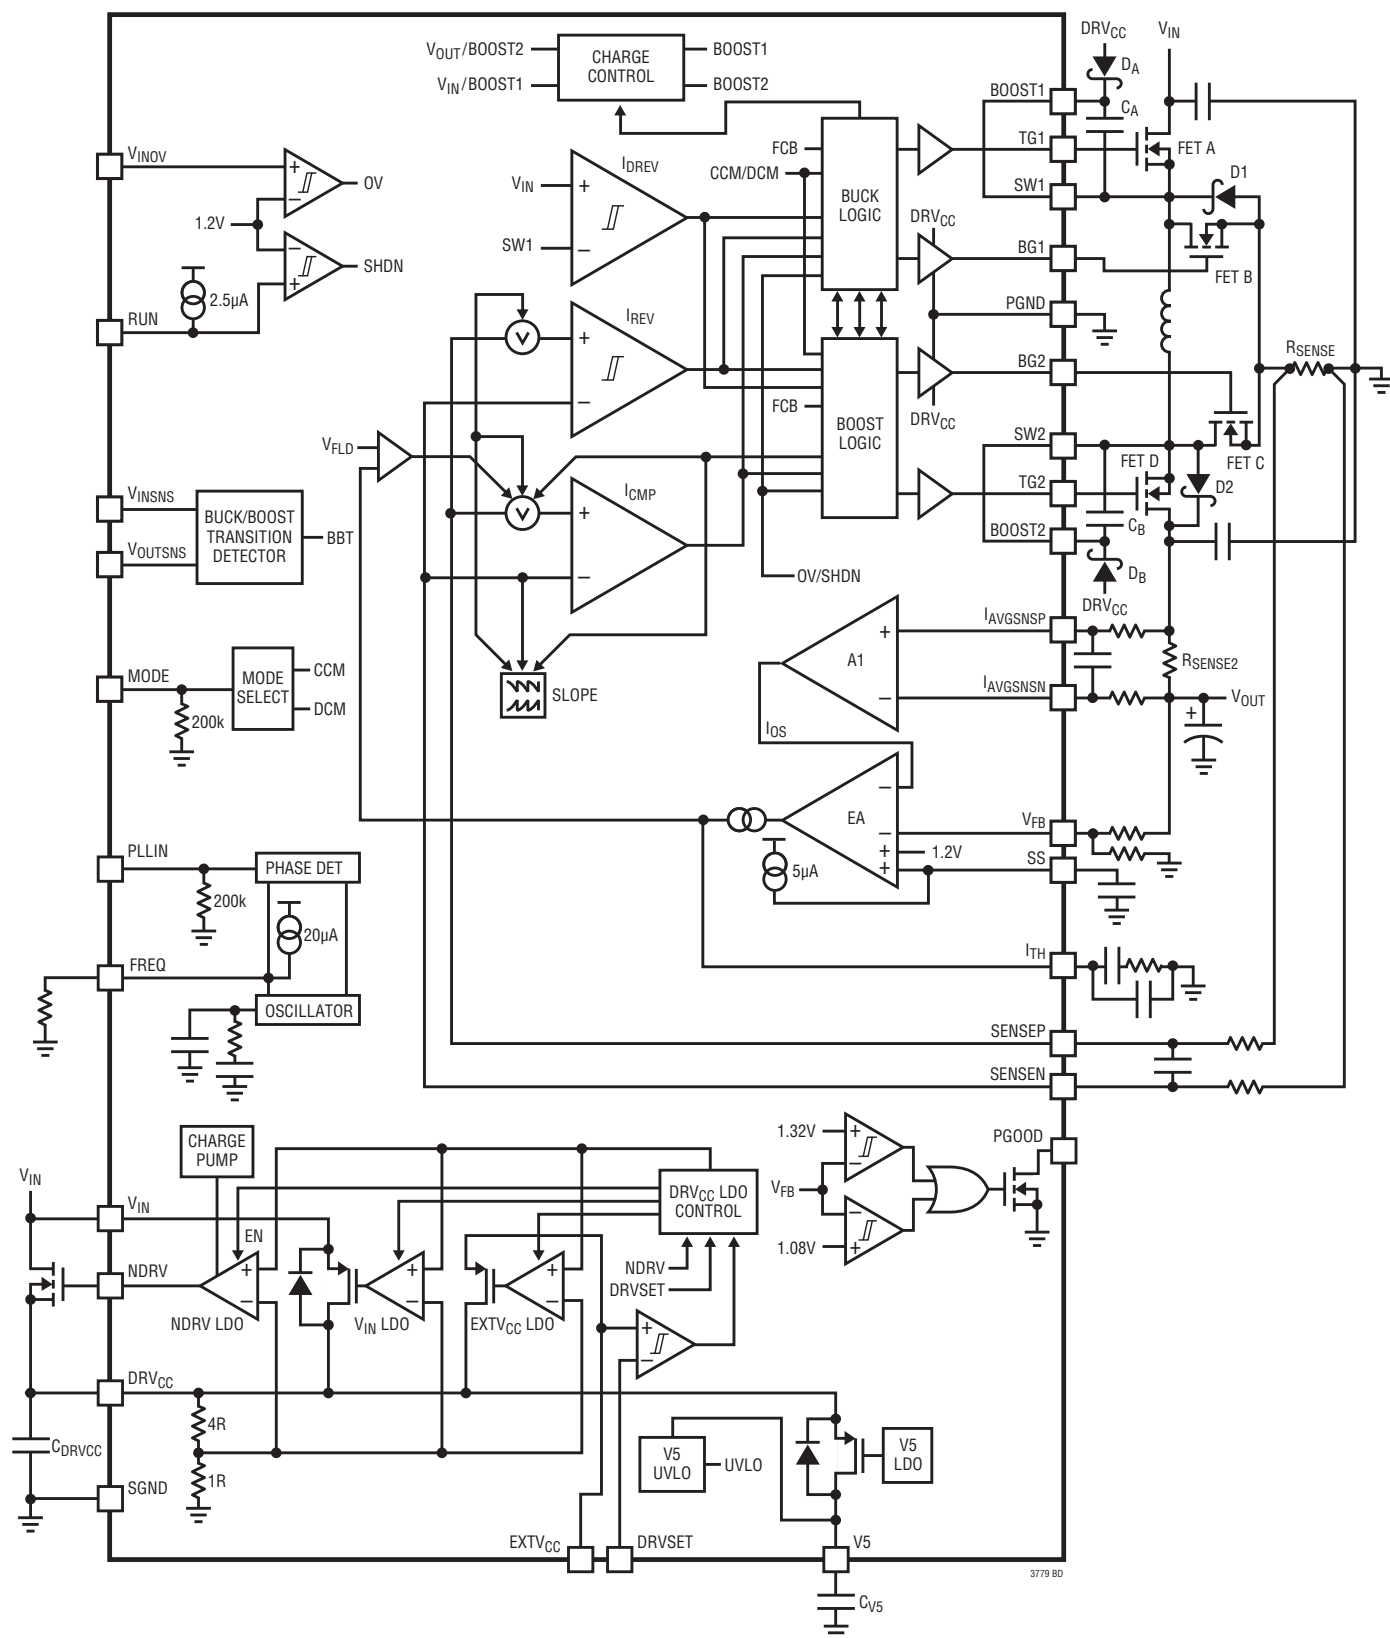 DRVCC
VIN
VOUT/BOOST2
CHARGE
CONTROL
BOOST1
VIN/BOOST1
BOOST2
DA
BOOST1
CA
VINOV
+
–
OV
IDREV
VIN
+
SW1
–
FCB
CCM/DCM
BUCK
LOGIC
TG1
FET A
SW1
D1
1.2V
–
+
SHDN
DRVCC
BG1
FET B
2.5µA
RUN
IREV
V
+
–
PGND
RSENSE
BG2
FCB
BOOST
LOGIC
DRVCC
VFLD
SW2
FET D
FET C
TG2
D2
ICMP
V
+
–
VINSNS
BUCK/BOOST
TRANSITION
DETECTOR
BBT
VOUTSNS
BOOST2
CB
OV/SHDN
DB
DRVCC
IAVGSNSP
+
A1
–
RSENSE2
IAVGSNSN
VOUT
+
MODE
MODE
SELECT
CCM
DCM
200k
SLOPE
IOS
EA
–
–
+
+
VFB
1.2V
SS
5µA
PLLIN
PHASE DET
200k
20µA
FREQ
OSCILLATOR
ITH
SENSEP
SENSEN
CHARGE
PUMP
1.32V
+
–
PGOOD
VIN
VIN
DRVCC LDO
CONTROL
VFB
–
+
1.08V
EN
NDRV
+
–
+
–
+
–
NDRV
DRVSET
NDRV LDO
VIN LDO
EXTVCC LDO
+
–
DRVCC
4R
CDRVCC
1R
SGND
V5
UVLO
UVLO
V5
LDO
EXTVCC
DRVSET
V5
3779 BD
CV5